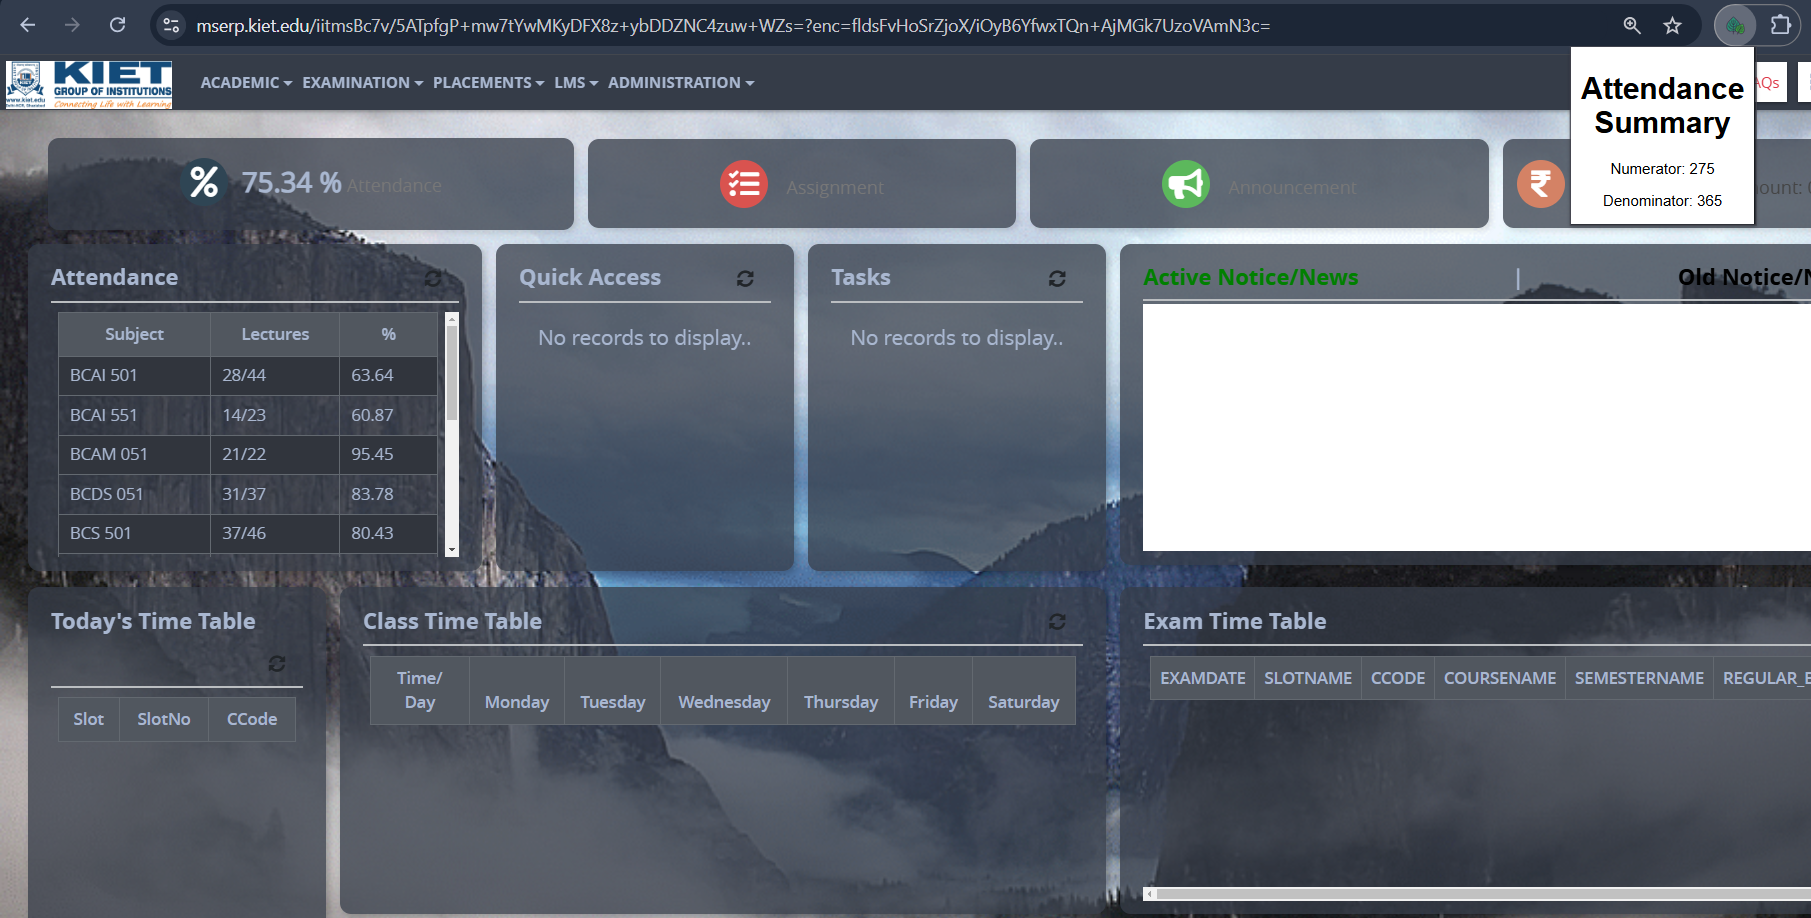 mserp.kiet.edu/iitmsBc7v/5ATpfgP+mw7tYwMKyDFX8z+ybDDZNC4zuw+WZs=?enc=fldsFvHoSrZjoX/iOyB6YfwxTQn+AjMGk7UzoVAmN3c=
KIET
GROUP OF INSTITUTIONS
Connecting Life with Learning
www.kiet.edu
ACADEMIC EXAMINATION PLACEMENTS LMS ADMINISTRATION
AQs
Attendance
Summary
Numerator: 275
Denominator: 365
75.34 % Attendance
Assignment
Announcement
ount:
Attendance
Subject Lectures %
BCAI 501 28/44 63.64
BCAI 551 14/23 60.87
BCAM 051 21/22 95.45
BCDS 051 31/37 83.78
BCS 501 37/46 80.43
Quick Access
No records to display..
Tasks
No records to display..
Active Notice/News | Old Notice/N
Today's Time Table
Slot SlotNo CCode
Class Time Table
Time/
Day Monday Tuesday Wednesday Thursday Friday Saturday
Exam Time Table
EXAMDATE SLOTNAME CCODE COURSENAME SEMESTERNAME REGULAR_E